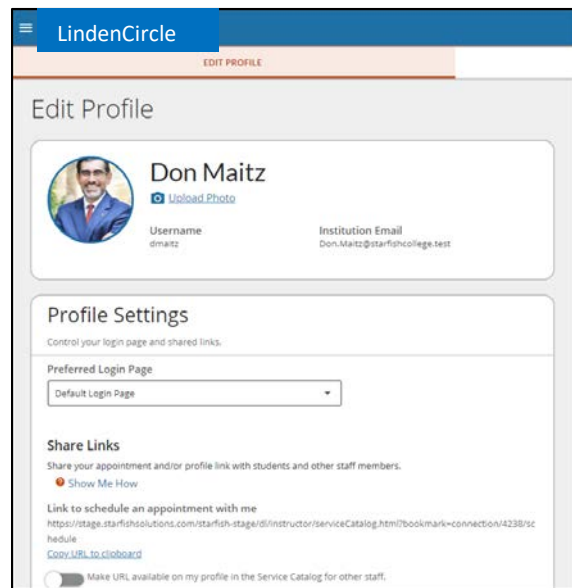 LindenCircle
EDIT PROFILE
Edit Profile
Don Maitz
Upload Photo
Username
Institution Email
dmaitz
Don.Maitz@starfishcollege.test
Profile Settings
Control your login page and shared links.
Preferred Login Page
Default Login Page
Share Links
Share your appointment and/or profile link with students and other staff members.
Show Me How
Link to schedule an appointment with me
https://stage.starfishsolutions.com/starfish-stage/dl/instructor/serviceCatalog.html?bookmark=connection/4238/sc
hedule
Copy URL to clipboard
Make URL available on my profile in the Service Catalog for other staff.